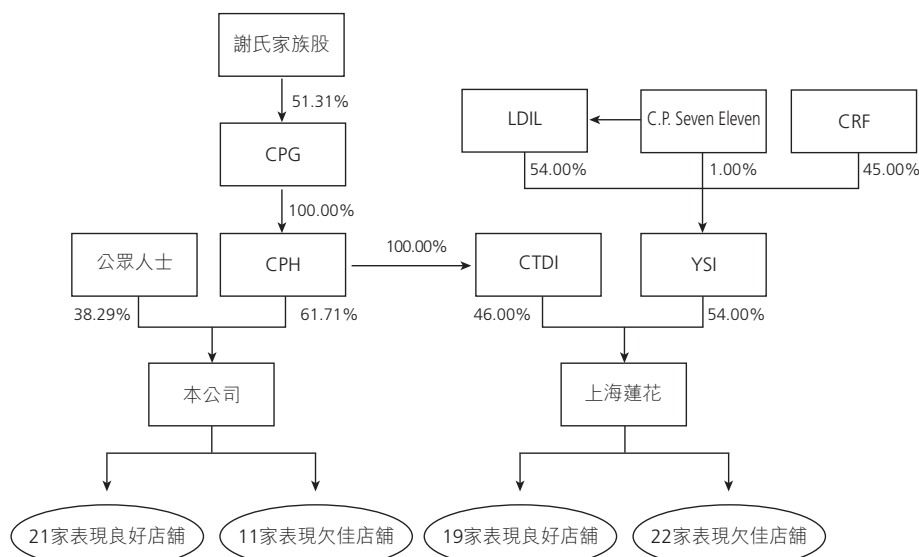 謝氏家族股
51.31%
CPG
100.00%
LDIL
C.P. Seven Eleven
CRF
54.00%
1.00%
45.00%
公眾人士
CPH
100.00%
CTDI
YSI
38.29%
61.71%
46.00%
54.00%
本公司
上海蓮花
21家表現良好店舖
11家表現欠佳店舖
19家表現良好店舖
22家表現欠佳店舖